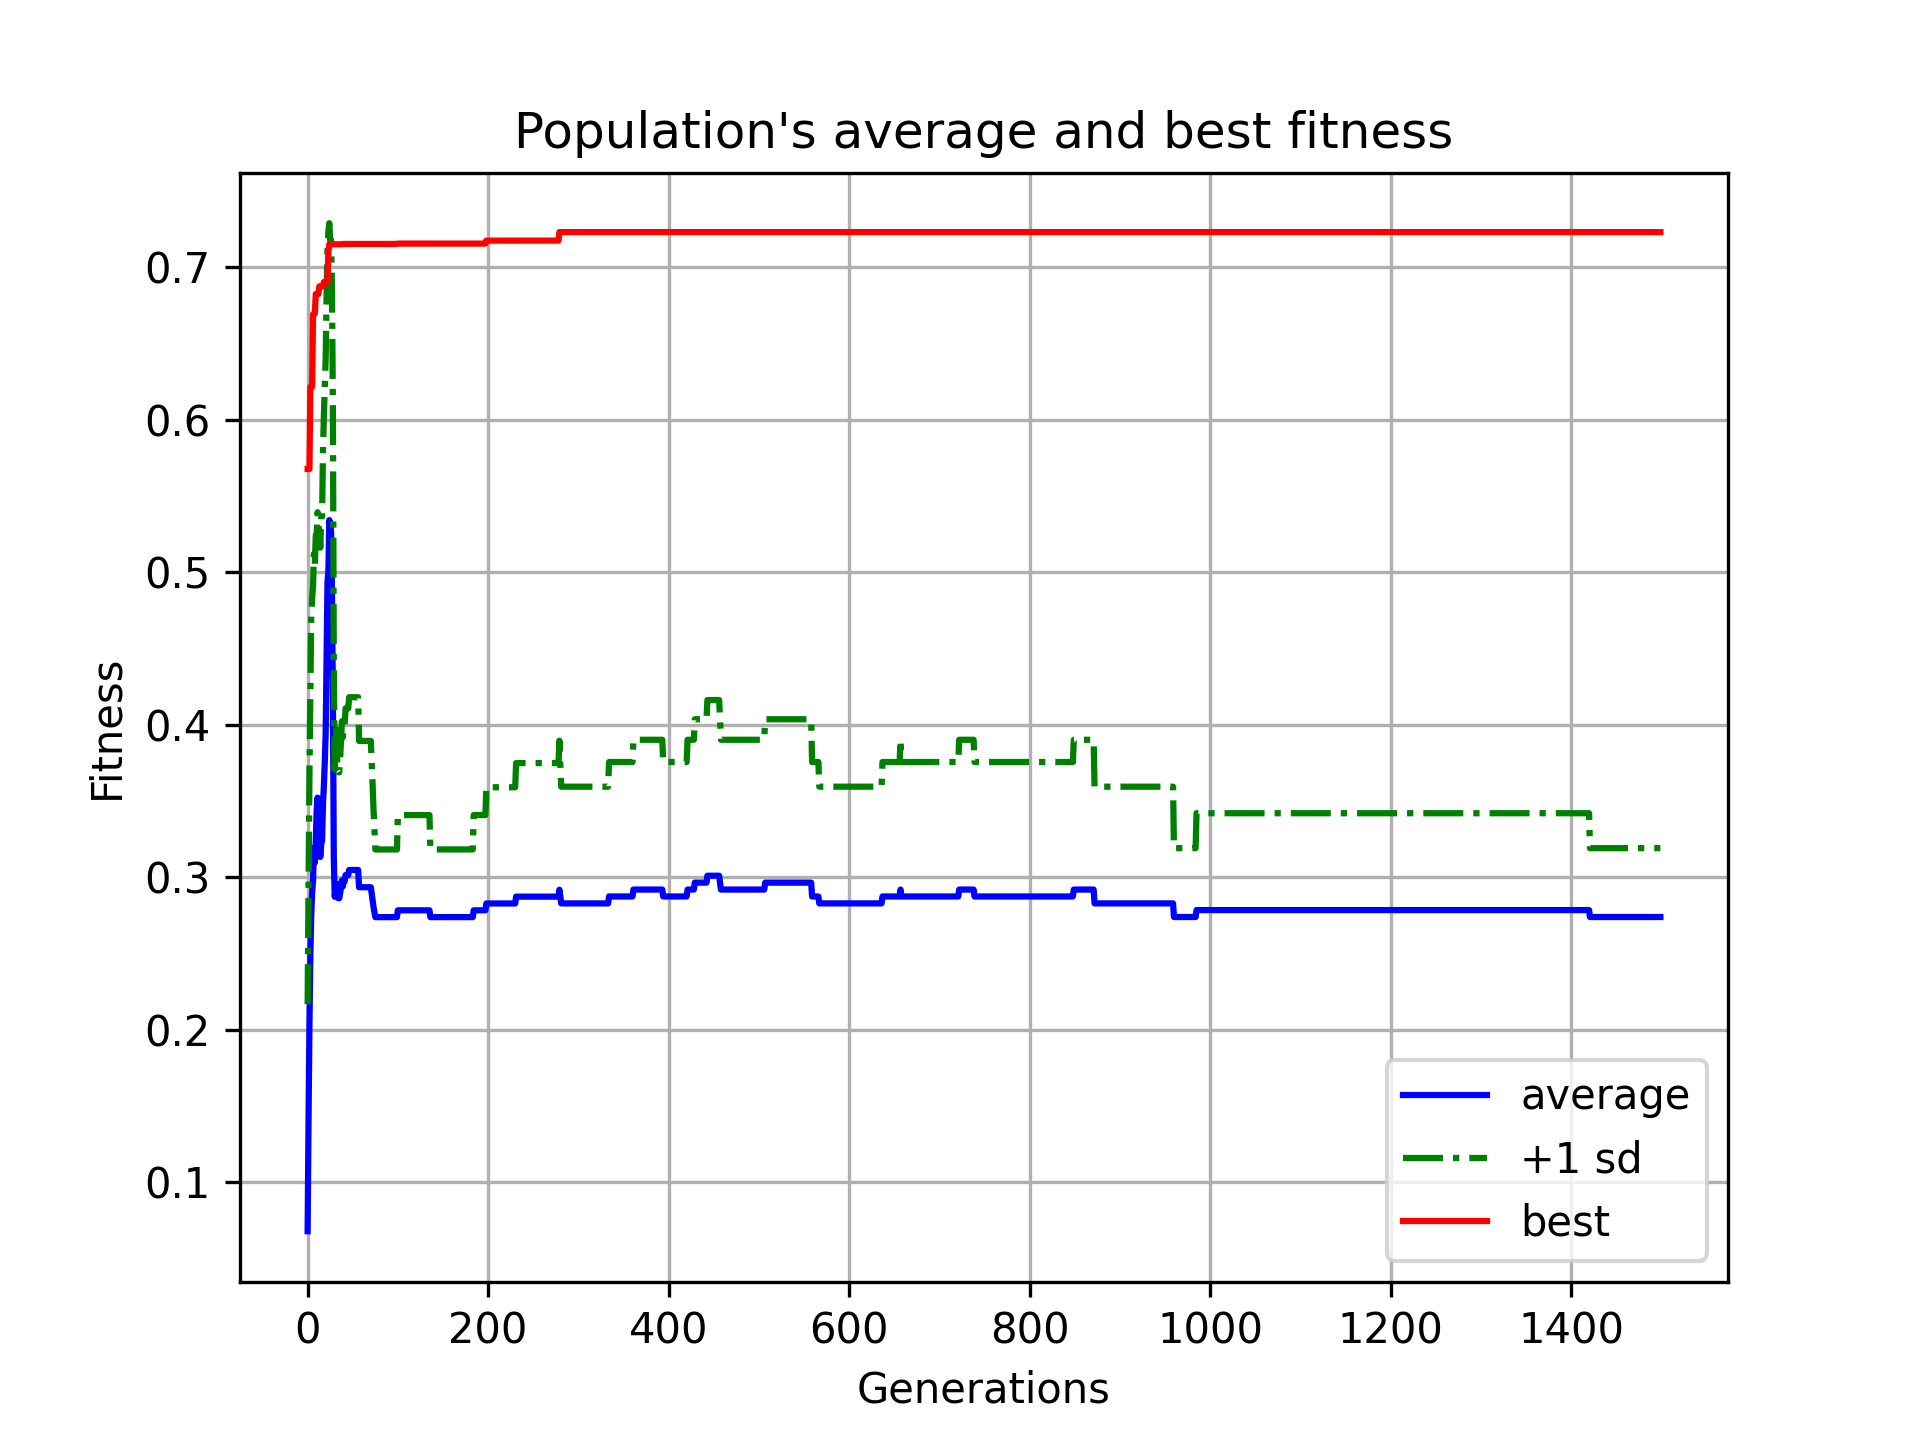 Population's average and best fitness
Fitness
0.7
0.6
0.5
0.4
0.3
0.2
0.1
0 200 400 600 800 1000 1200 1400
Generations
average
+1 sd
best